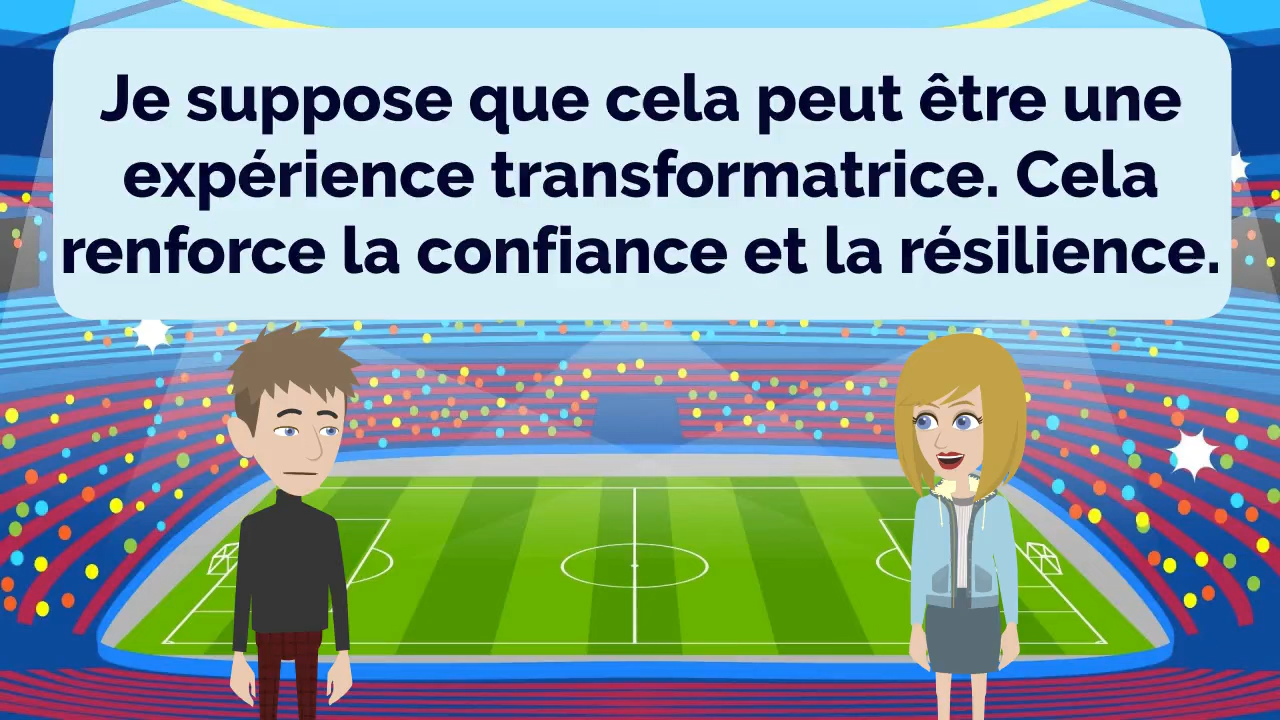 Je suppose que cela peut être une
expérience transformatrice. Cela
renforce la confiance et la résilience.